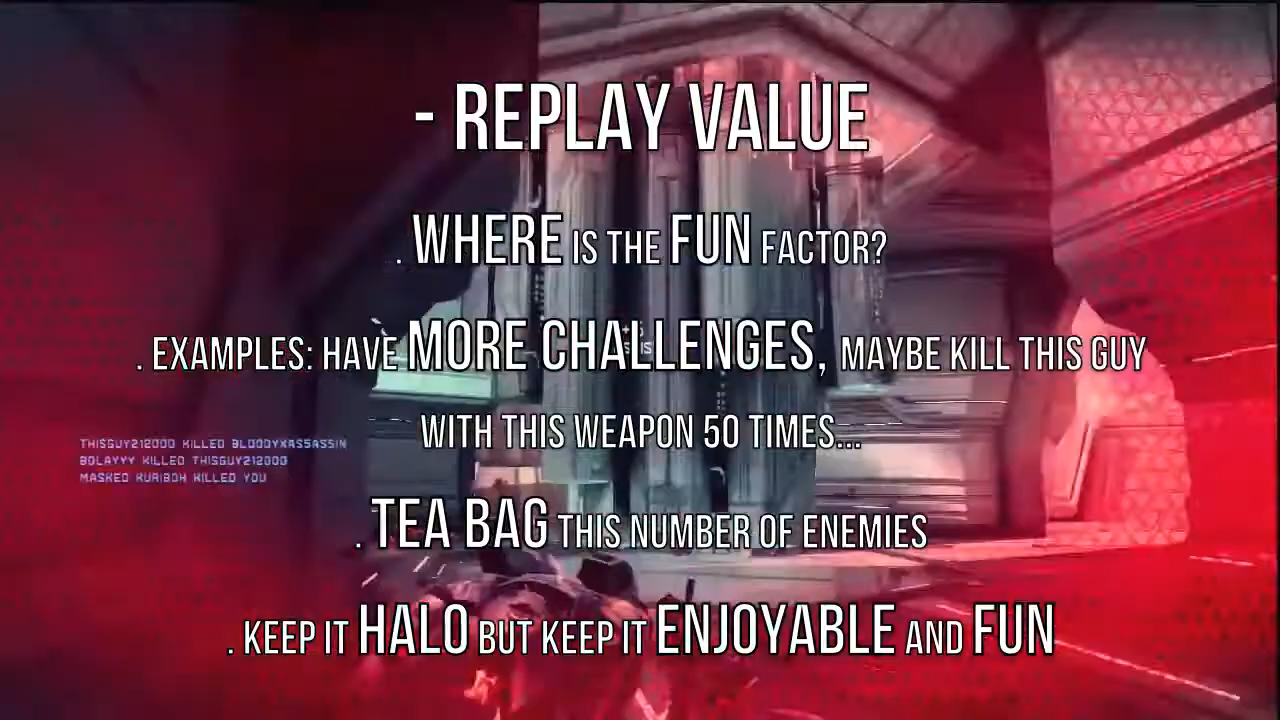 - REPLAY VALUE
. WHERE IS THE FUN FACTOR?
. EXAMPLES: HAVE MORE CHALLENGES, MAYBE KILL THIS GUY
WITH THIS WEAPON 50 TIMES...
THISGUY212000 KILLED BLOODYXASSASSIN
BOLAYYY KILLED THISGUY212000
MASKED KURIBOH KILLED YOU
. TEA BAG THIS NUMBER OF ENEMIES
. KEEP IT HALO BUT KEEP IT ENJOYABLE AND FUN